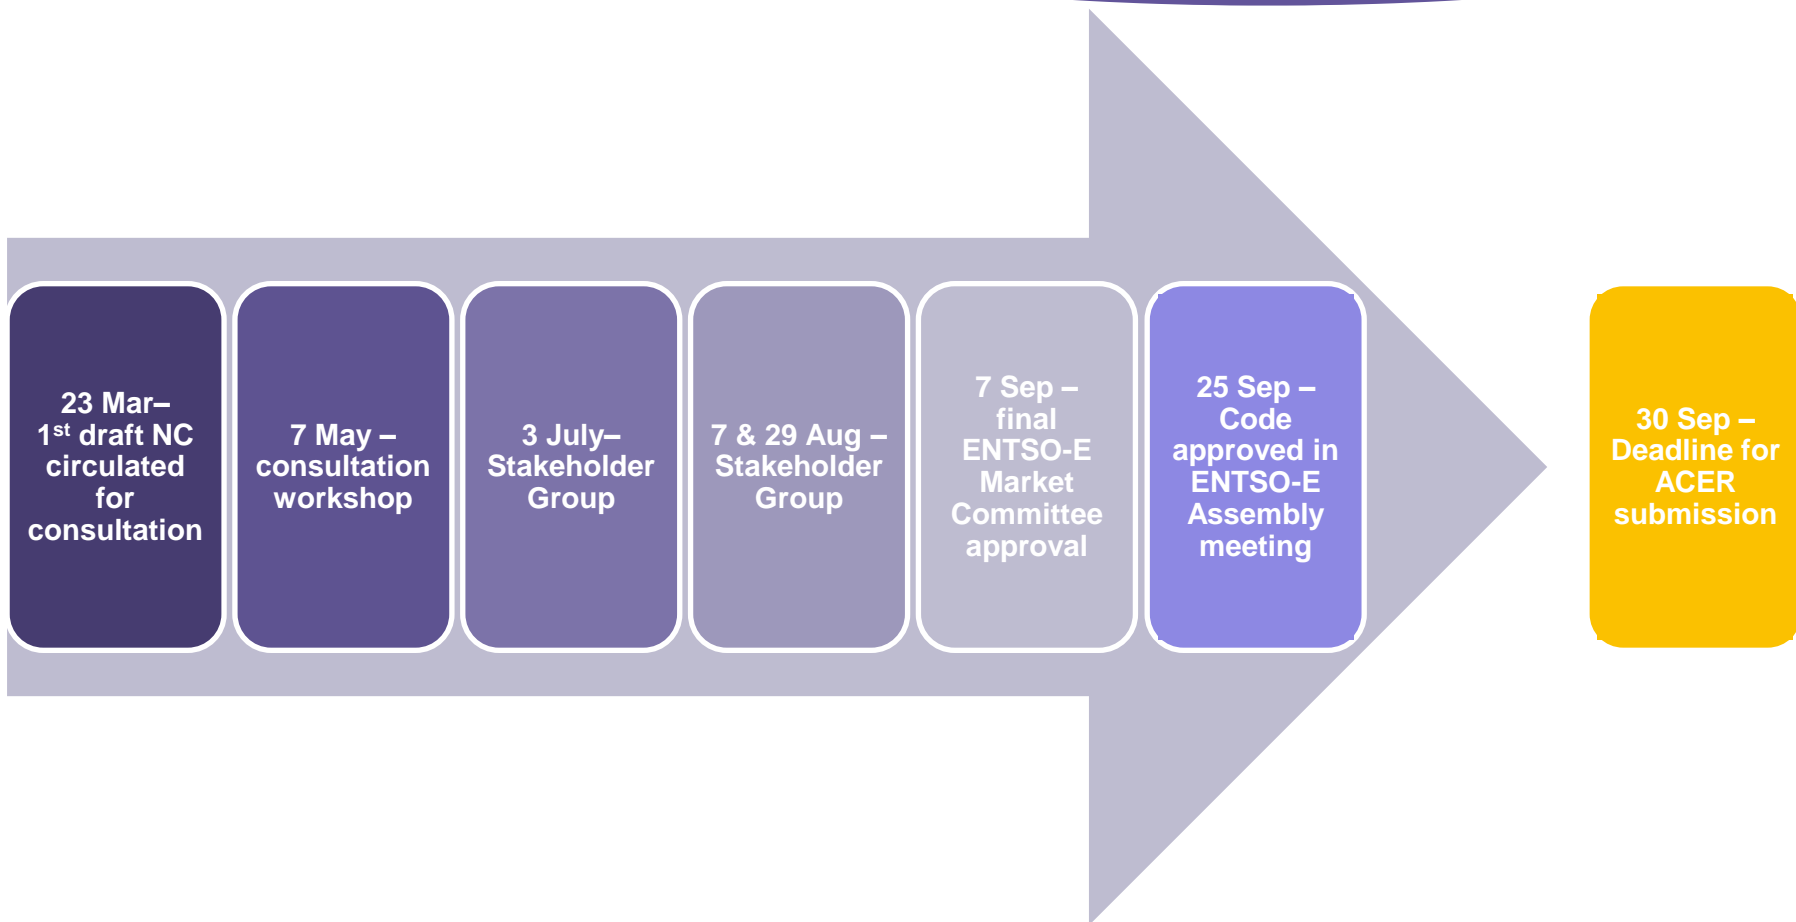 23 Mar–
1st draft NC
circulated
for
consultation
7 May –
consultation
workshop
3 July–
Stakeholder
Group
7 & 29 Aug –
Stakeholder
Group
7 Sep –
final
ENTSO-E
Market
Committee
approval
25 Sep –
Code
approved in
ENTSO-E
Assembly
meeting
30 Sep –
Deadline for
ACER
submission